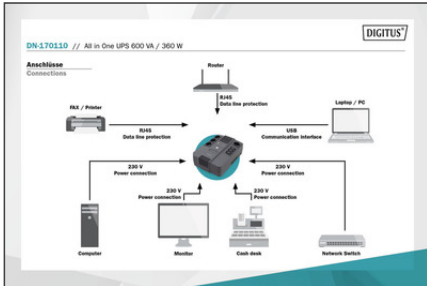 DIGITUS®
DN-170110 // All in One UPS 600 VA / 360 W
Anschlüsse
Connections
Router
RJ45
Data line protection
FAX / Printer
Laptop / PC
RJ45
Data line protection
USB
Communication interface
230 V
Power connection
230 V
Power connection
230 V
Power connection
230 V
Power connection
Computer
Monitor
Cash desk
Network Switch